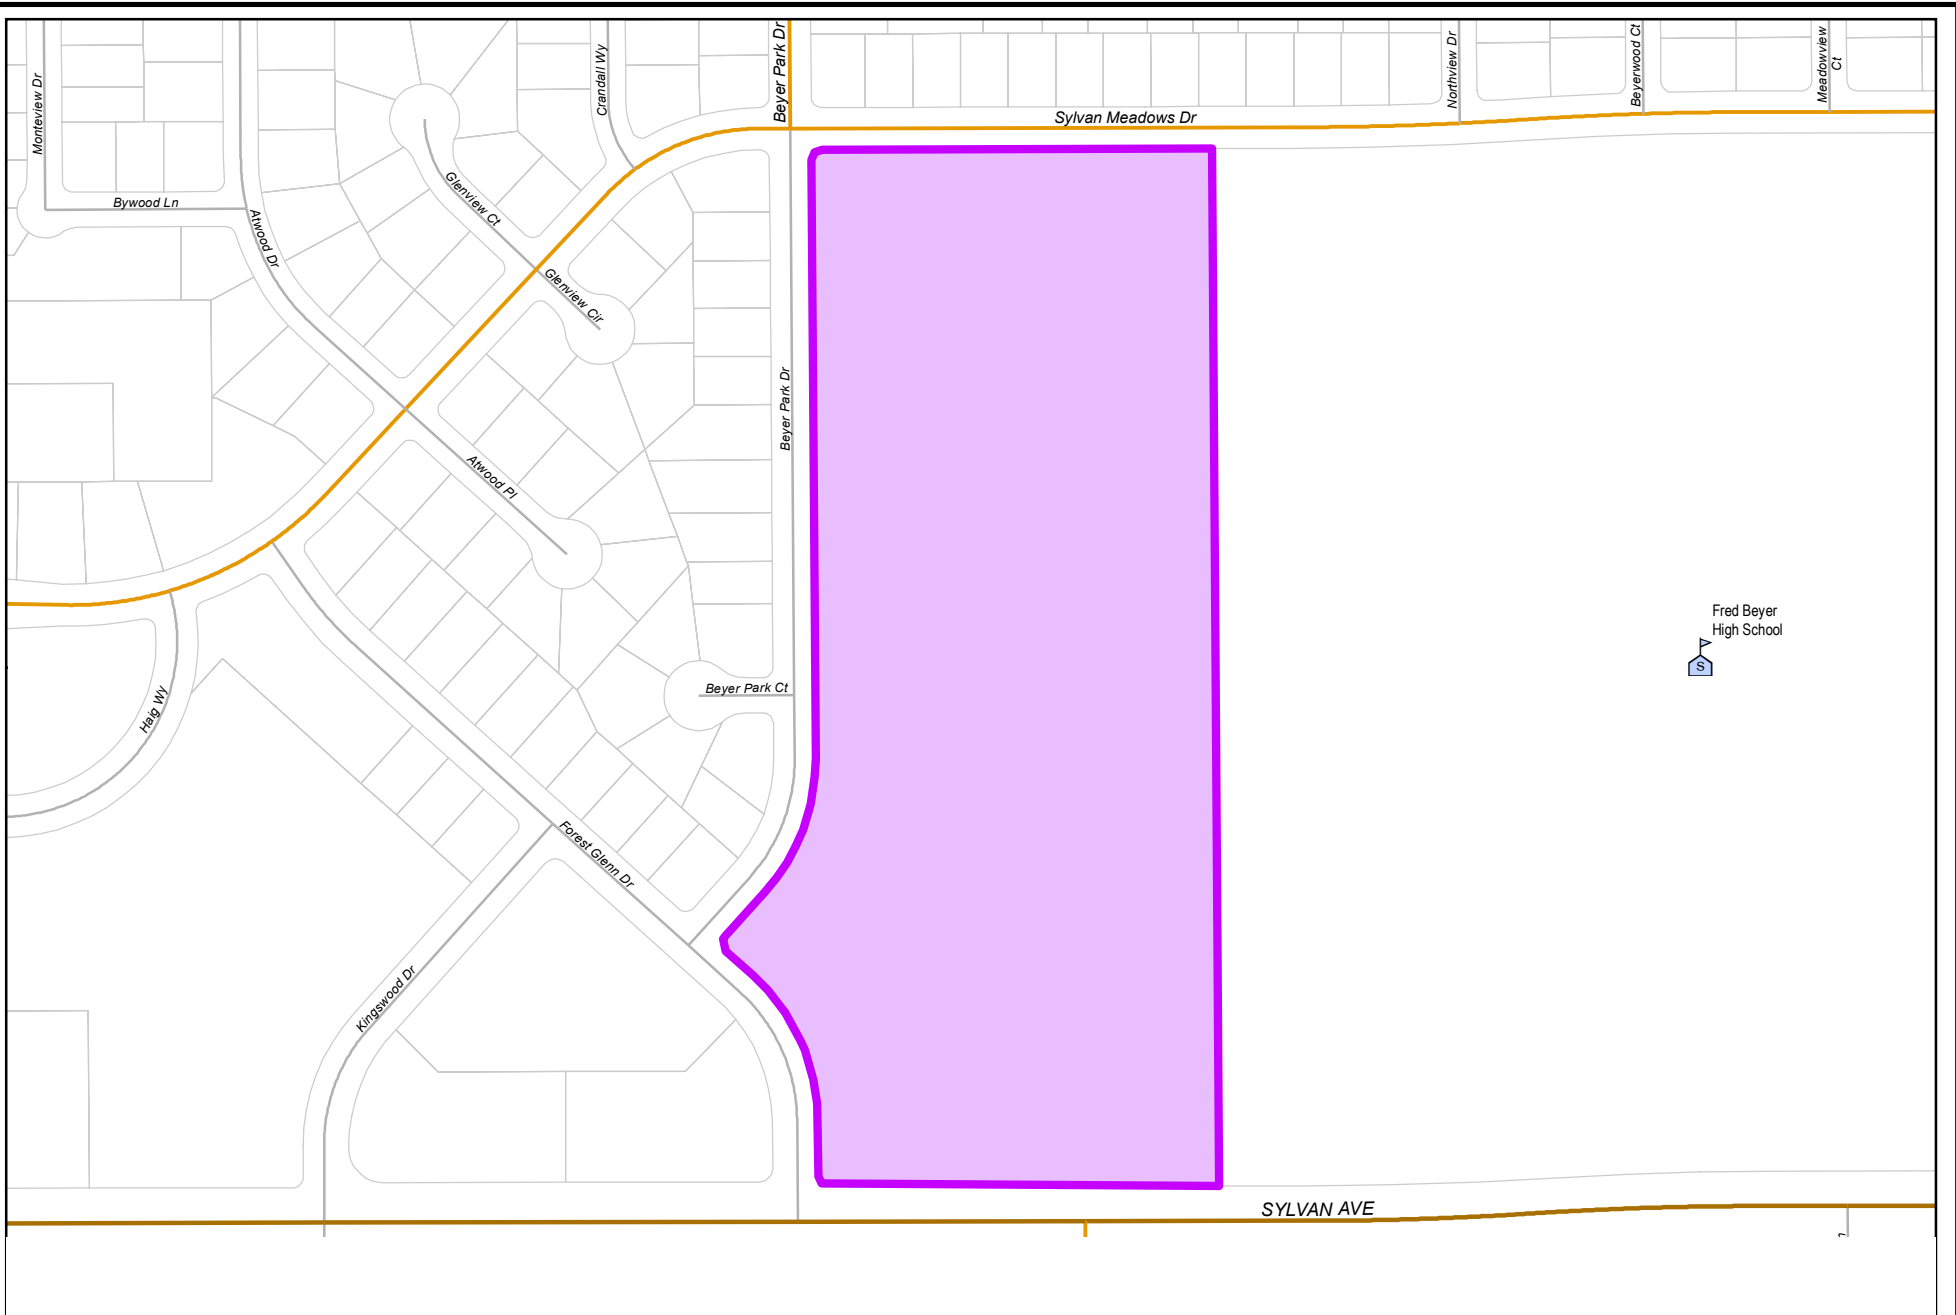 Monteview Dr
Crandall Wy
Beyer Park Dr
Northview Dr
Beyerwood Ct
Meadowview
Ct
Sylvan Meadows Dr
Bywood Ln
Atwood Dr
Glenview Ct
Glenview Cir
Beyer Park Dr
Atwood Pl
Fred Beyer
High School
S
Beyer Park Ct
Haig Wy
Forest Glenn Dr
Kingswood Dr
SYLVAN AVE